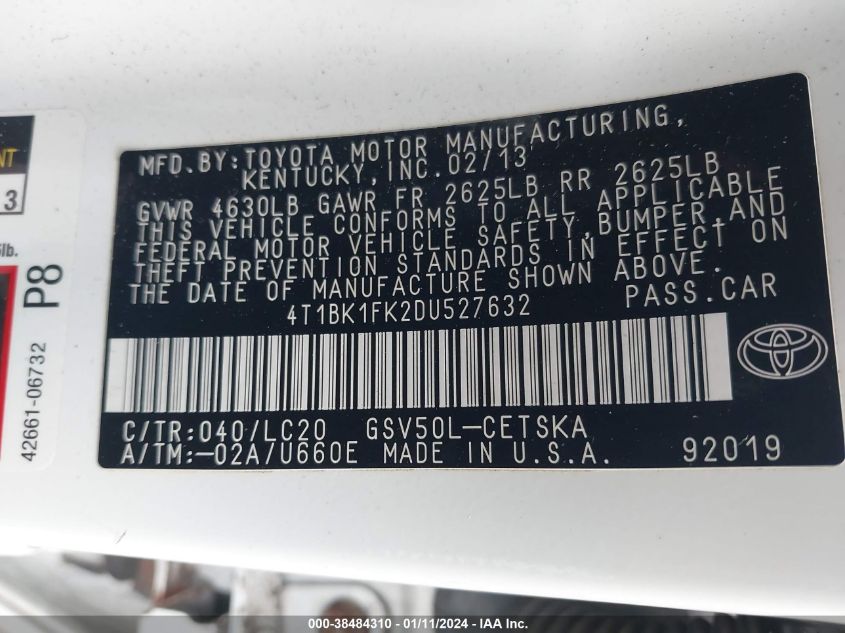 MFD. BY: TOYOTA MOTOR MANUFACTURING,
KENTUCKY, INC. 02/13
GVWR 4630LB GAWR FR 2625LB RR 2625LB
THIS VEHICLE CONFORMS TO ALL APPLICABLE
FEDERAL MOTOR VEHICLE SAFETY, BUMPER, AND
THEFT PREVENTION STANDARDS IN EFFECT ON
THE DATE OF MANUFACTURE SHOWN ABOVE.
4T1BK1FK2DU527632 PASS. CAR
C/TR: 040/LC20 GSV50L-CETSKA
A/TM: -02A/U660E MADE IN U.S.A. 92019
3
lb.
P8
42661-06732
000-38484310 - 01/11/2024 - IAA Inc.